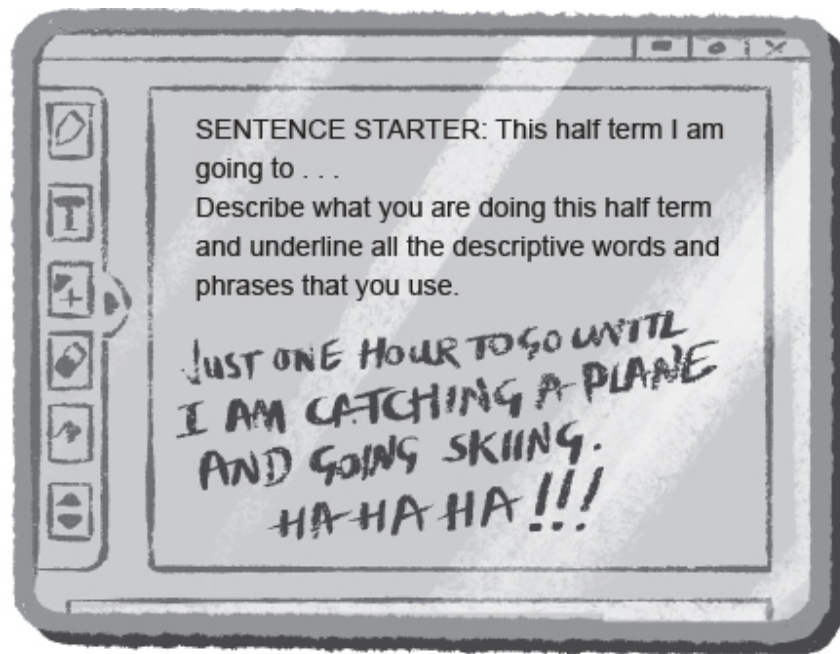 SENTENCE STARTER: This half term I am
going to . . .
Describe what you are doing this half term
and underline all the descriptive words and
phrases that you use.
JUST ONE HOUR TO GO UNTIL
I AM CATCHING A PLANE
AND GOING SKIING.
HA HA HA!!!